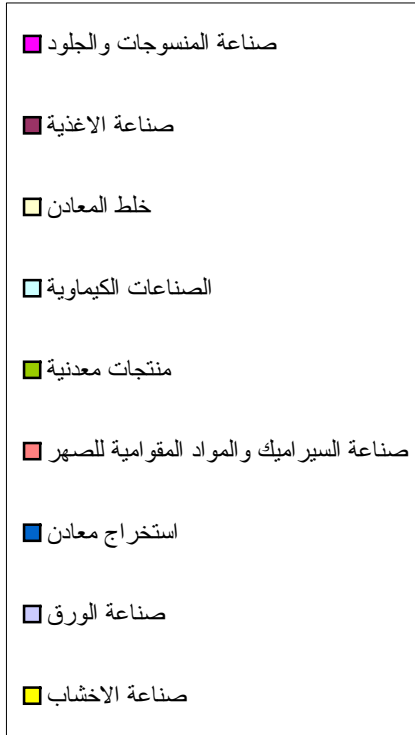 صناعة المنسوجات والجلود
صناعة الاغذية
خلط المعادن
الصناعات الكيماوية
منتجات معدنية
صناعة السيراميك والمواد المقوامية للصهر
استخراج معادن
صناعة الورق
صناعة الاخشاب